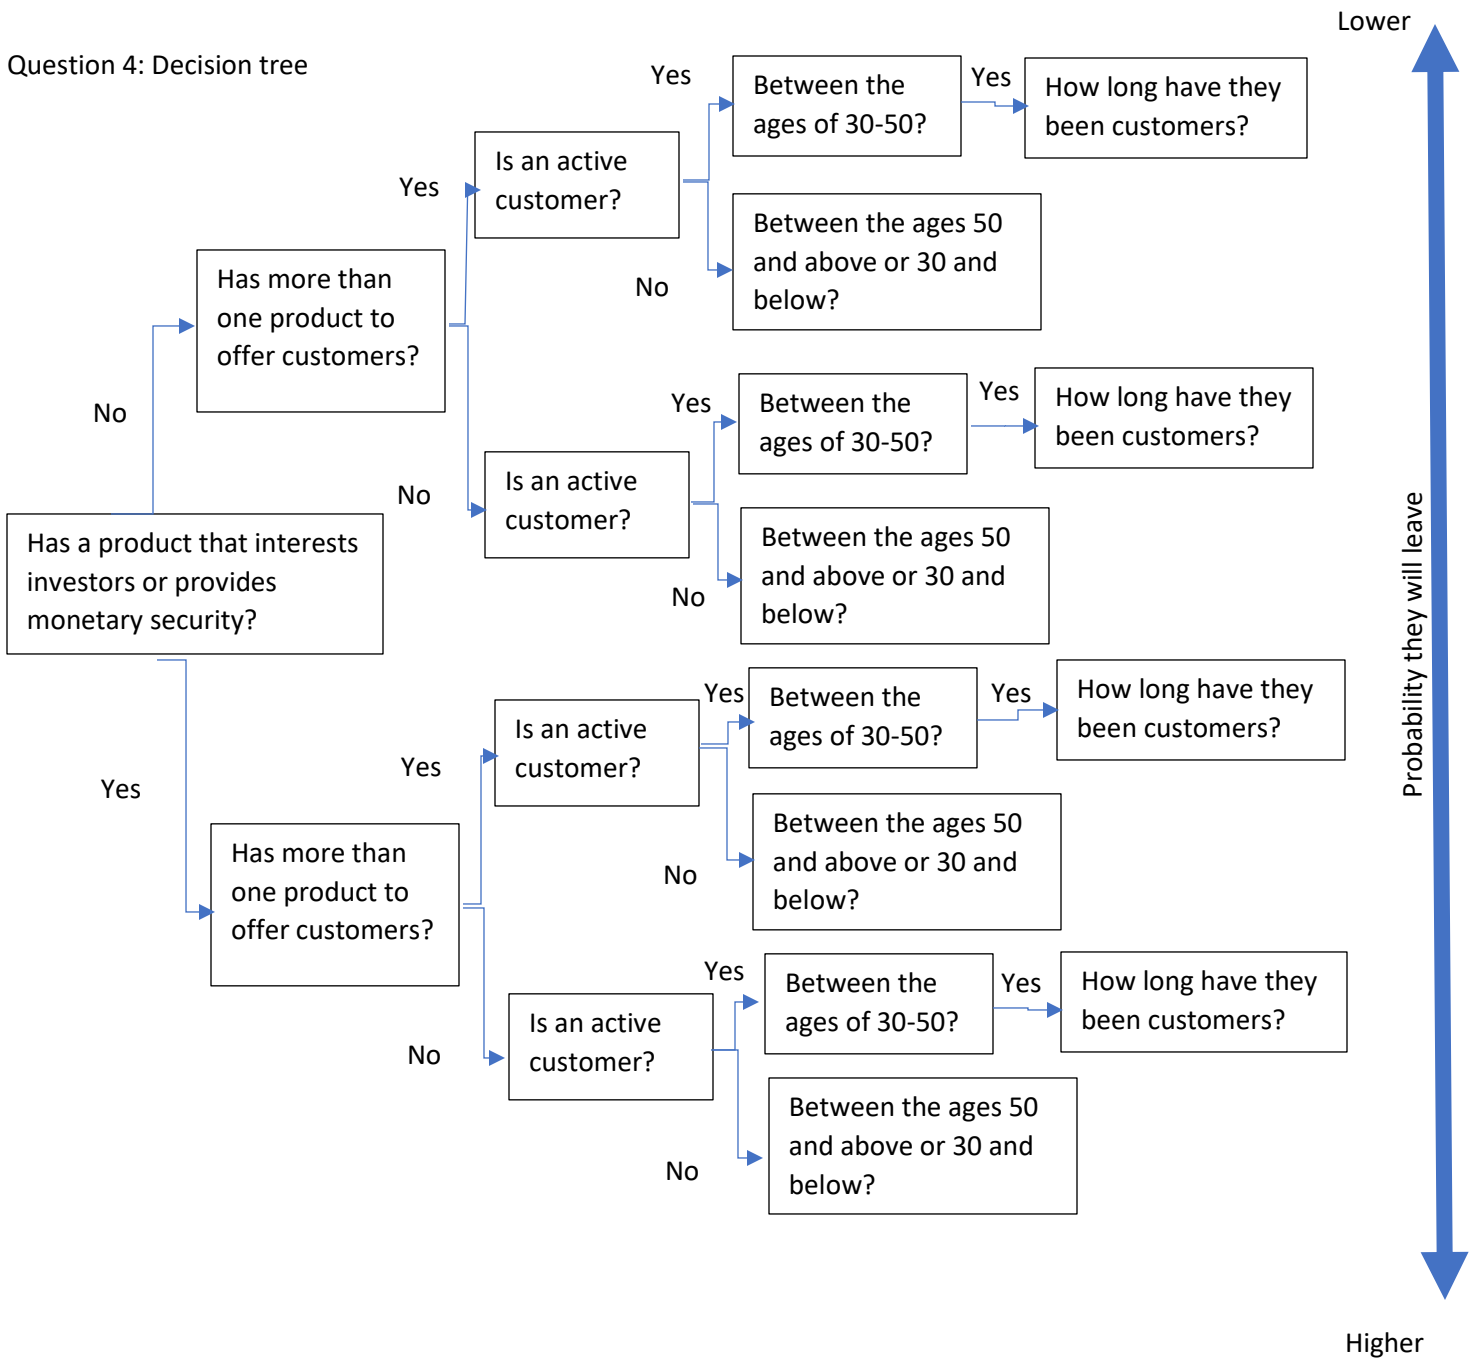 Lower
Question 4: Decision tree
Yes
Between the
ages of 30-50?
Yes
How long have they
been customers?
Is an active
customer?
Yes
Between the ages 50
and above or 30 and
below?
No
Has more than
one product to
offer customers?
No
Yes
Between the
ages of 30-50?
Yes
How long have they
been customers?
Is an active
customer?
No
Between the ages 50
and above or 30 and
below?
No
Has a product that interests
investors or provides
monetary security?
Probability they will leave
Yes
Between the
ages of 30-50?
Yes
How long have they
been customers?
Is an active
customer?
Yes
Yes
Between the ages 50
and above or 30 and
below?
No
Has more than
one product to
offer customers?
Yes
Between the
ages of 30-50?
Yes
How long have they
been customers?
Is an active
customer?
No
Between the ages 50
and above or 30 and
below?
No
Higher